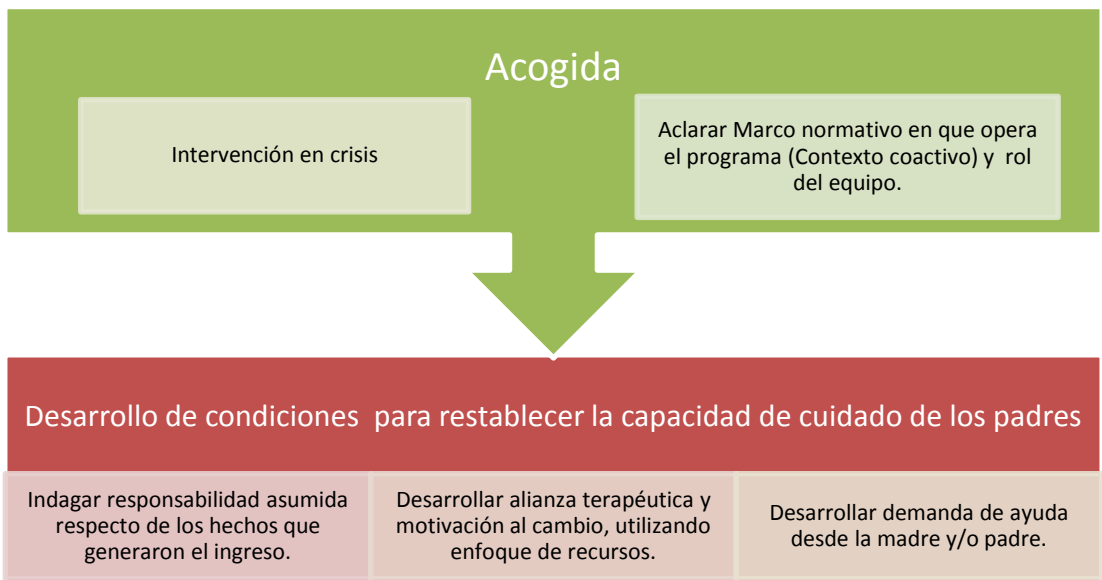 Acogida
Intervención en crisis
Aclarar Marco normativo en que opera
el programa (Contexto coactivo) y rol
del equipo.
Desarrollo de condiciones para restablecer la capacidad de cuidado de los padres
Indagar responsabilidad asumida
respecto de los hechos que
generaron el ingreso.
Desarrollar alianza terapéutica y
motivación al cambio, utilizando
enfoque de recursos.
Desarrollar demanda de ayuda
desde la madre y/o padre.